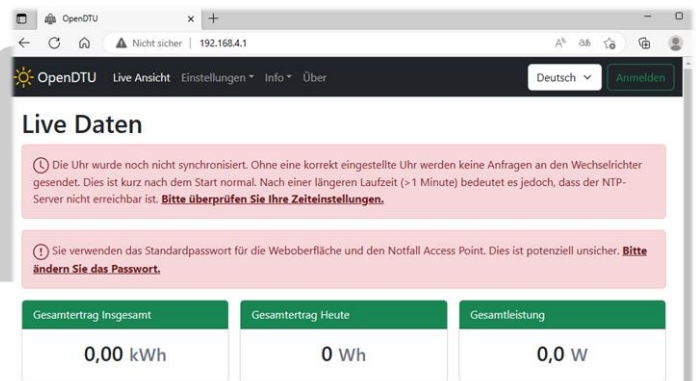 OpenDTU
Nicht sicher | 192.168.4.1
OpenDTU Live Ansicht Einstellungen Info Über Deutsch Anmelden
Live Daten
Die Uhr wurde noch nicht synchronisiert. Ohne eine korrekt eingestellte Uhr werden keine Anfragen an den Wechselrichter
gesendet. Dies ist kurz nach dem Start normal. Nach einer längeren Laufzeit (>1 Minute) bedeutet es jedoch, dass der NTP-
Server nicht erreichbar ist. Bitte überprüfen Sie Ihre Zeiteinstellungen.
Sie verwenden das Standardpasswort für die Weboberfläche und den Notfall Access Point. Dies ist potenziell unsicher. Bitte
ändern Sie das Passwort.
Gesamtertrag Insgesamt Gesamtertrag Heute Gesamtleistung
0,00 kWh 0 Wh 0,0 W